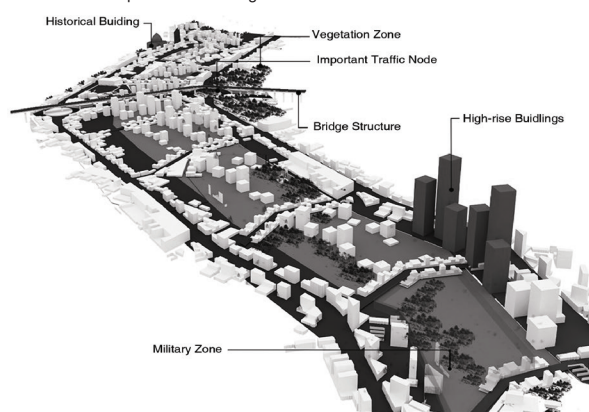 Historical Buiding
Vegetation Zone
Important Traffic Node
Bridge Structure
High-rise Buidlings
Military Zone